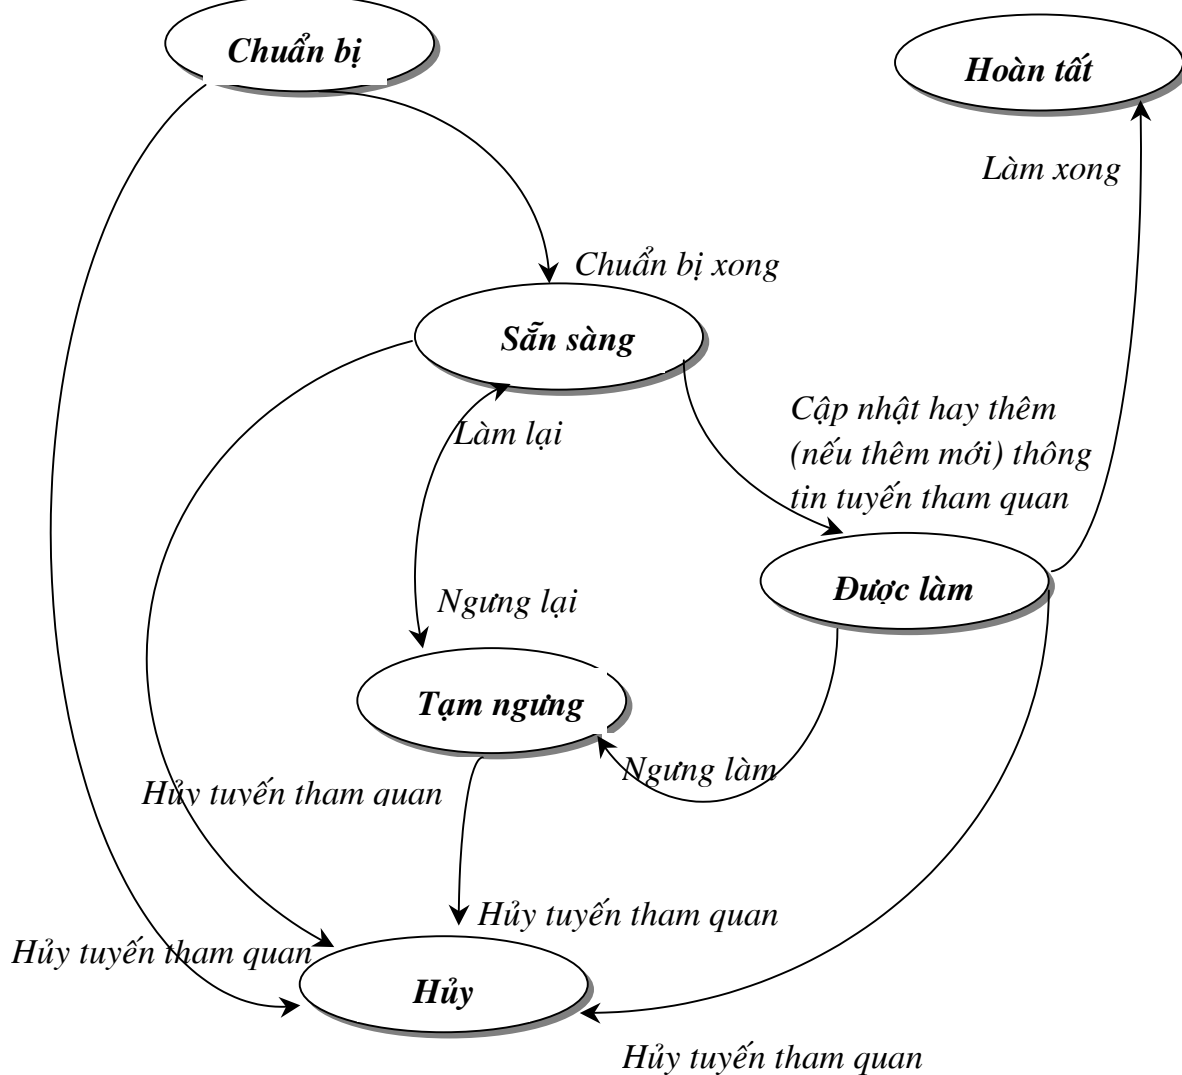 Chuẩn bị
Hoàn tất
Làm xong
Chuẩn bị xong
Sẵn sàng
Cập nhật hay thêm
(nếu thêm mới) thông
tin tuyến tham quan
Làm lại
Được làm
Ngưng lại
Tạm ngưng
Ngưng làm
Hủy tuyến tham quan
Hủy tuyến tham quan
Hủy tuyến tham quan
Hủy
Hủy tuyến tham quan